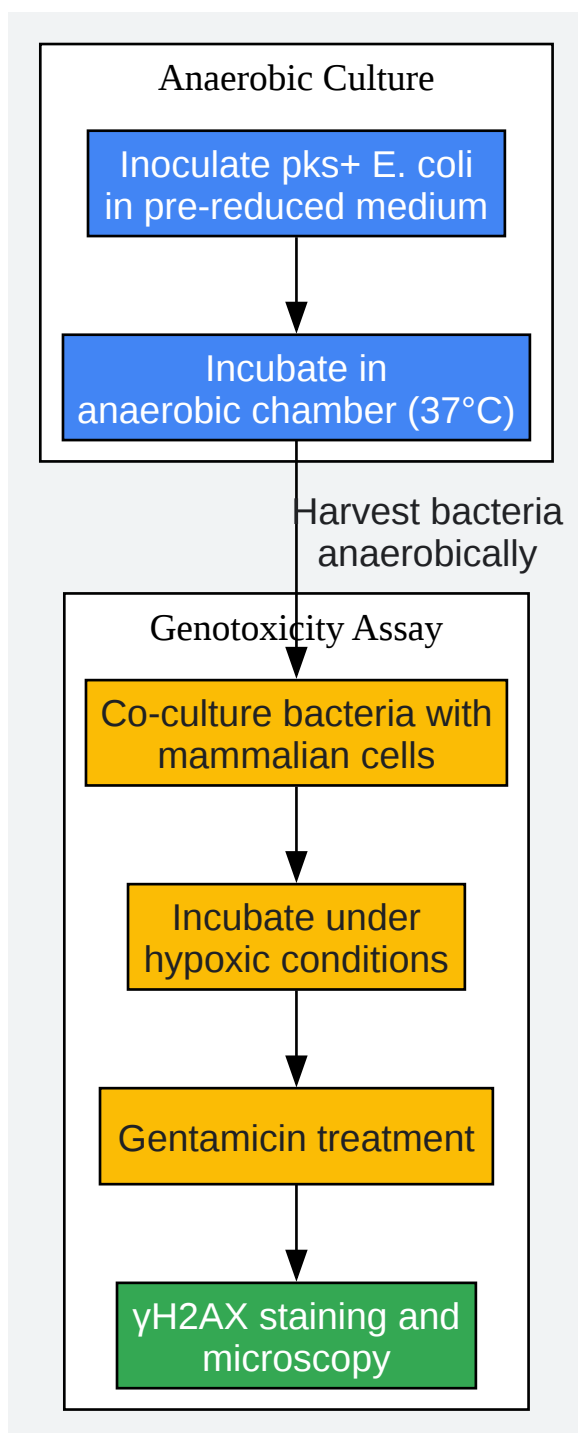 Anaerobic Culture
Inoculate pks+ E. coli
in pre-reduced medium
Incubate in
anaerobic chamber (37°C)
Harvest bacteria
anaerobically
Genotoxicity Assay
Co-culture bacteria with
mammalian cells
Incubate under
hypoxic conditions
Gentamicin treatment
γH2AX staining and
microscopy